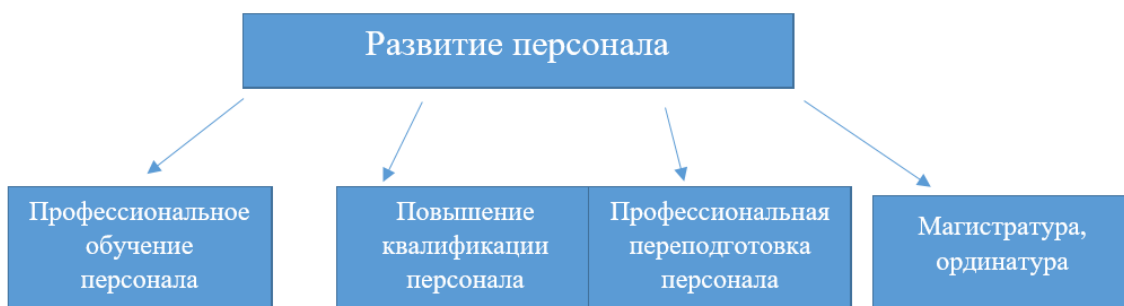 Развитие персонала
Профессиональное
обучение
персонала
Повышение
квалификации
персонала
Профессиональная
переподготовка
персонала
Магистратура,
ординатура